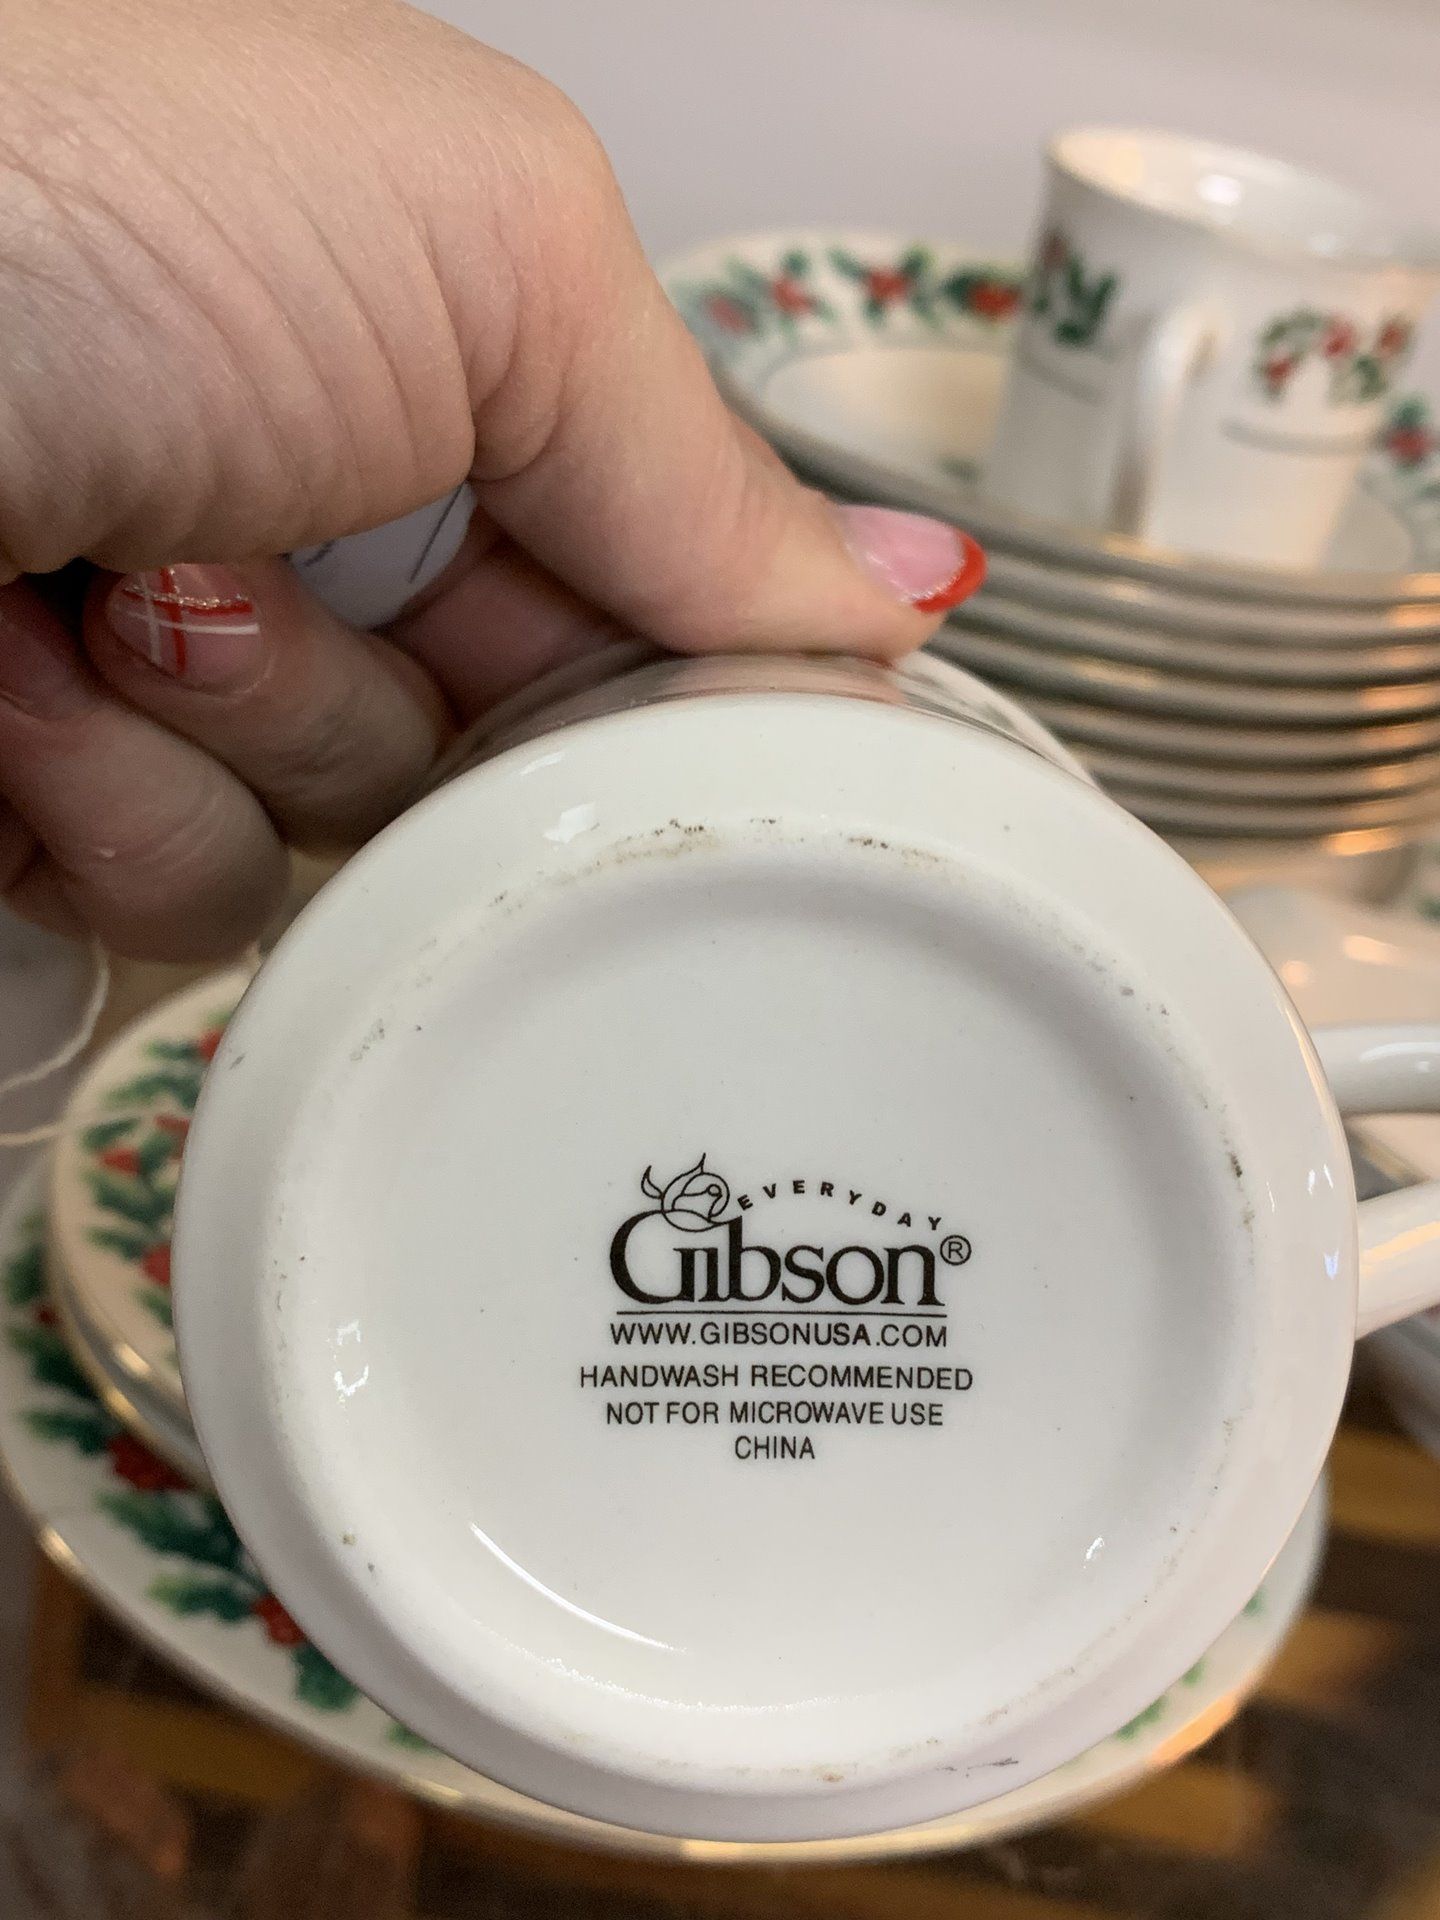 EVERYDAY
Gibson®
WWW.GIBSONUSA.COM
HANDWASH RECOMMENDED
NOT FOR MICROWAVE USE
CHINA